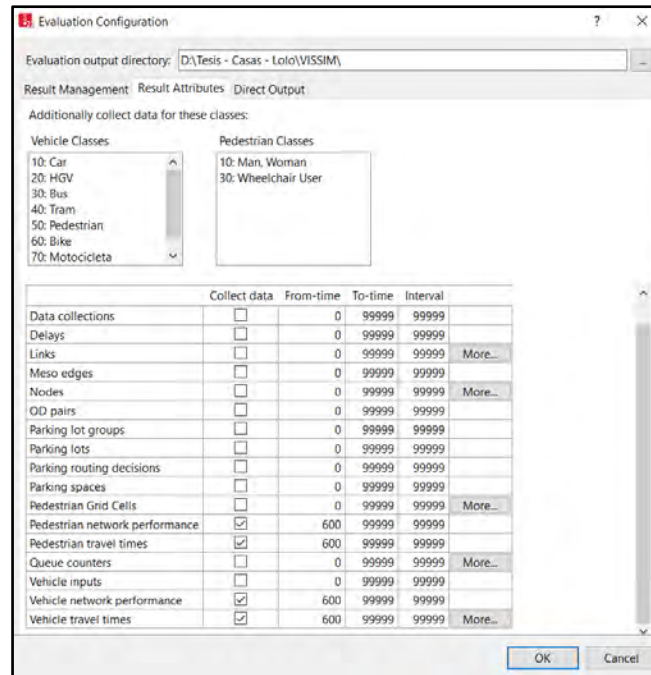 Evaluation Configuration ? ×
Evaluation output directory: D:\Tesis - Casas - Lolo\VISSIM\ ...
Result Management Result Attributes Direct Output
Additionally collect data for these classes:
Vehicle Classes Pedestrian Classes
10: Car 10: Man, Woman
20: HGV 30: Wheelchair User
30: Bus
40: Tram
50: Pedestrian
60: Bike
70: Motocicleta
Collect data From-time To-time Interval
Data collections 0 99999 99999
Delays 0 99999 99999
Links 0 99999 99999 More...
Meso edges 0 99999 99999
Nodes 0 99999 99999 More...
OD pairs 0 99999 99999
Parking lot groups 0 99999 99999
Parking lots 0 99999 99999
Parking routing decisions 0 99999 99999
Parking spaces 0 99999 99999
Pedestrian Grid Cells 0 99999 99999 More...
Pedestrian network performance 600 99999 99999
Pedestrian travel times 600 99999 99999
Queue counters 0 99999 99999 More...
Vehicle inputs 0 99999 99999
Vehicle network performance 600 99999 99999
Vehicle travel times 600 99999 99999 More...
OK Cancel